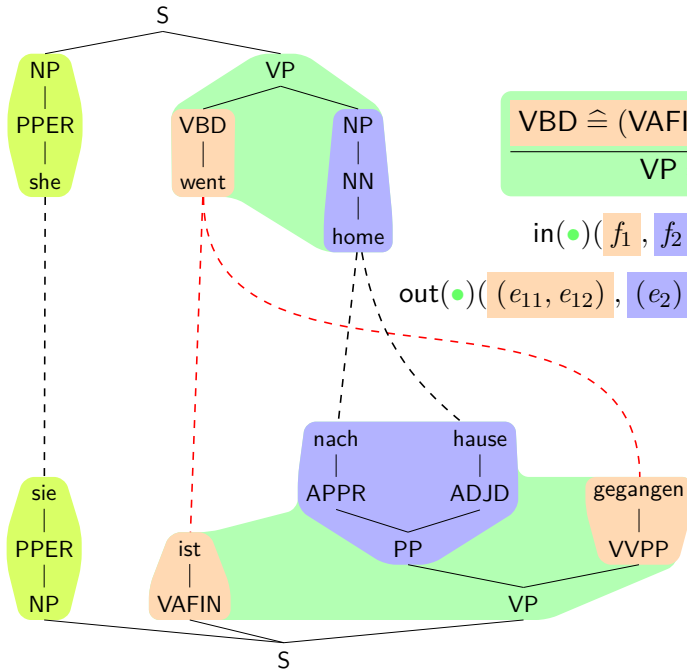 S
NP VP
PPER VBD NP
she went NN
home
VBD ≙ (VAFIN
VP
in(•)( f₁ , f₂
out(•)( (e₁₁, e₁₂) , (e₂)
nach hause
sie APPR ADJD gegangen
PPER ist PP VVPP
NP VAFIN VP
S